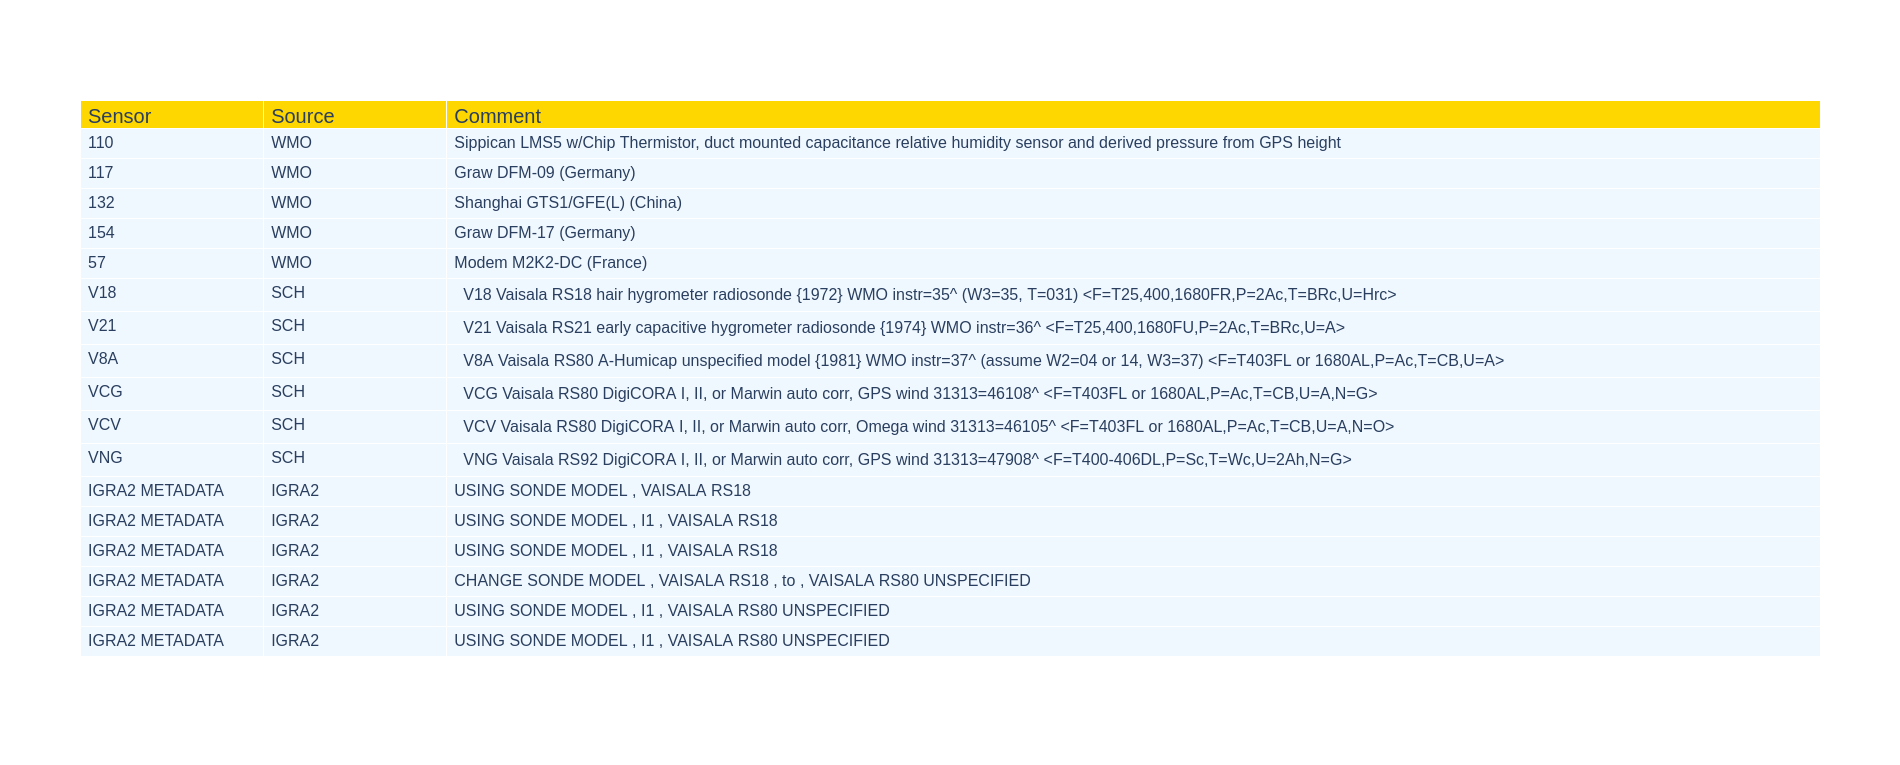 Sensor Source Comment
110 WMO Sippican LMS5 w/Chip Thermistor, duct mounted capacitance relative humidity sensor and derived pressure from GPS height
117 WMO Graw DFM-09 (Germany)
132 WMO Shanghai GTS1/GFE(L) (China)
154 WMO Graw DFM-17 (Germany)
57 WMO Modem M2K2-DC (France)
V18 SCH V18 Vaisala RS18 hair hygrometer radiosonde {1972} WMO instr=35^ (W3=35, T=031) <F=T25,400,1680FR,P=2Ac,T=BRc,U=Hrc>
V21 SCH V21 Vaisala RS21 early capacitive hygrometer radiosonde {1974} WMO instr=36^ <F=T25,400,1680FU,P=2Ac,T=BRc,U=A>
V8A SCH V8A Vaisala RS80 A-Humicap unspecified model {1981} WMO instr=37^ (assume W2=04 or 14, W3=37) <F=T403FL or 1680AL,P=Ac,T=CB,U=A>
VCG SCH VCG Vaisala RS80 DigiCORA I, II, or Marwin auto corr, GPS wind 31313=46108^ <F=T403FL or 1680AL,P=Ac,T=CB,U=A,N=G>
VCV SCH VCV Vaisala RS80 DigiCORA I, II, or Marwin auto corr, Omega wind 31313=46105^ <F=T403FL or 1680AL,P=Ac,T=CB,U=A,N=O>
VNG SCH VNG Vaisala RS92 DigiCORA I, II, or Marwin auto corr, GPS wind 31313=47908^ <F=T400-406DL,P=Sc,T=Wc,U=2Ah,N=G>
IGRA2 METADATA IGRA2 USING SONDE MODEL , VAISALA RS18
IGRA2 METADATA IGRA2 USING SONDE MODEL , I1 , VAISALA RS18
IGRA2 METADATA IGRA2 USING SONDE MODEL , I1 , VAISALA RS18
IGRA2 METADATA IGRA2 CHANGE SONDE MODEL , VAISALA RS18 , to , VAISALA RS80 UNSPECIFIED
IGRA2 METADATA IGRA2 USING SONDE MODEL , I1 , VAISALA RS80 UNSPECIFIED
IGRA2 METADATA IGRA2 USING SONDE MODEL , I1 , VAISALA RS80 UNSPECIFIED